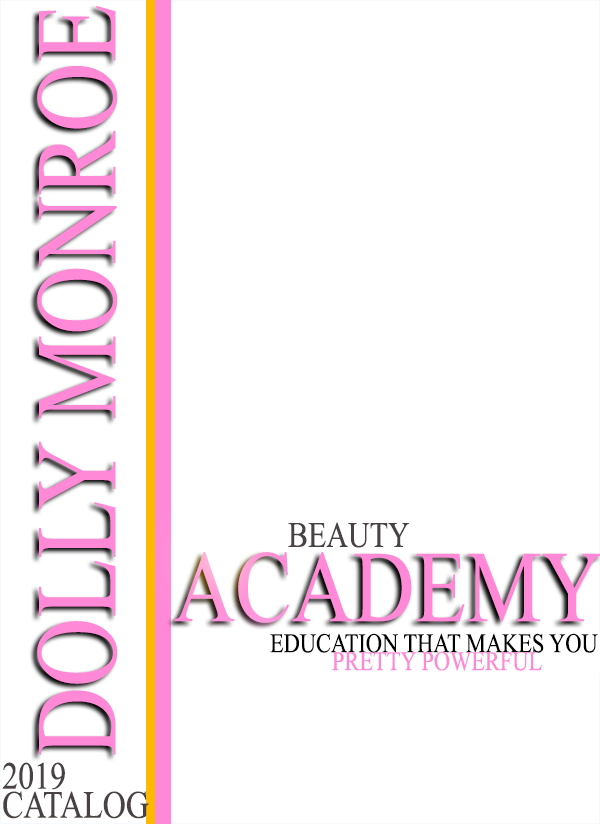 DOLLY MONROE
BEAUTY
ACADEMY
EDUCATION THAT MAKES YOU
PRETTY POWERFUL
2019
CATALOG